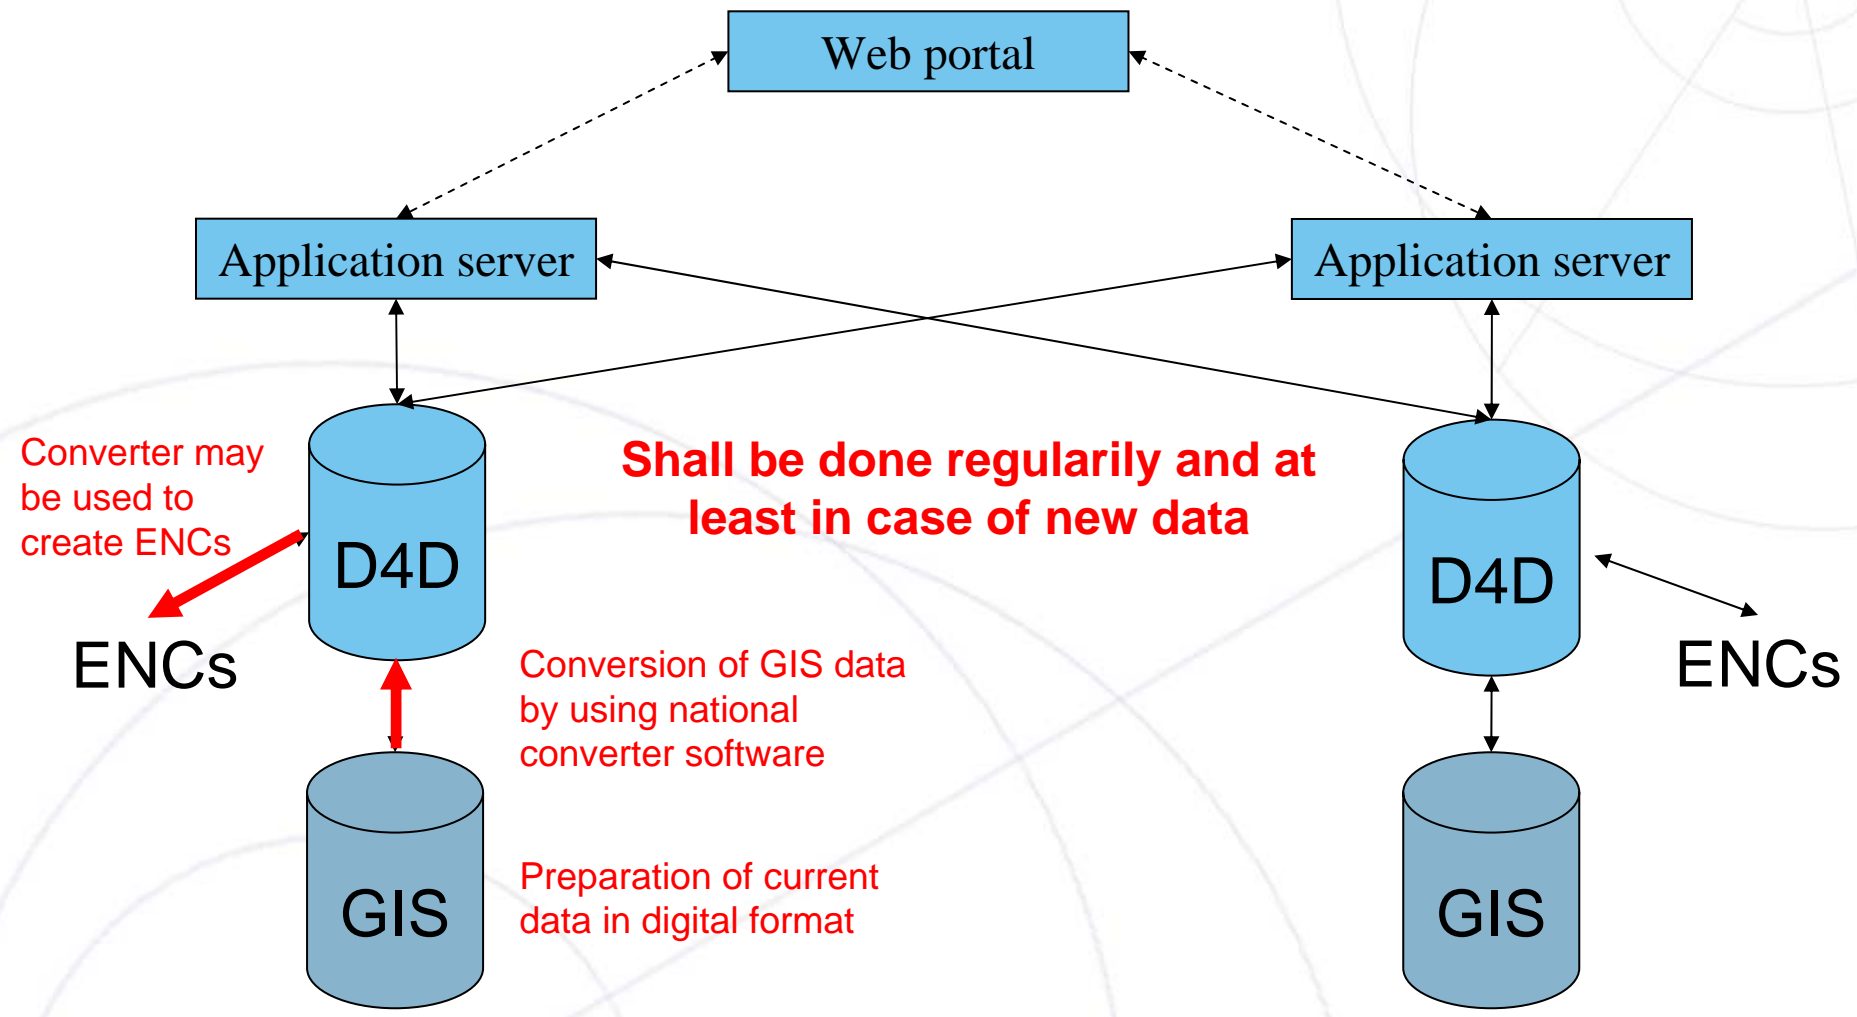 Web portal
Application server
Application server
Converter may
be used to
create ENCs
Shall be done regularily and at
least in case of new data
D4D
D4D
ENCs
ENCs
Conversion of GIS data
by using national
converter software
GIS
Preparation of current
data in digital format
GIS